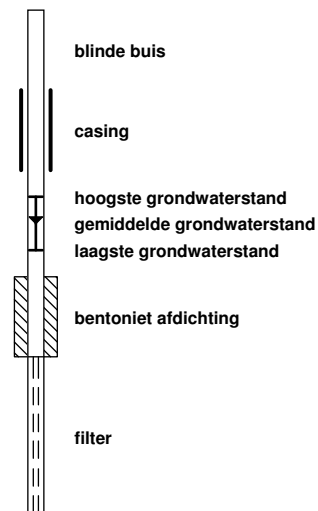 blinde buis
casing
hoogste grondwaterstand
gemiddelde grondwaterstand
laagste grondwaterstand
bentoniet afdichting
filter